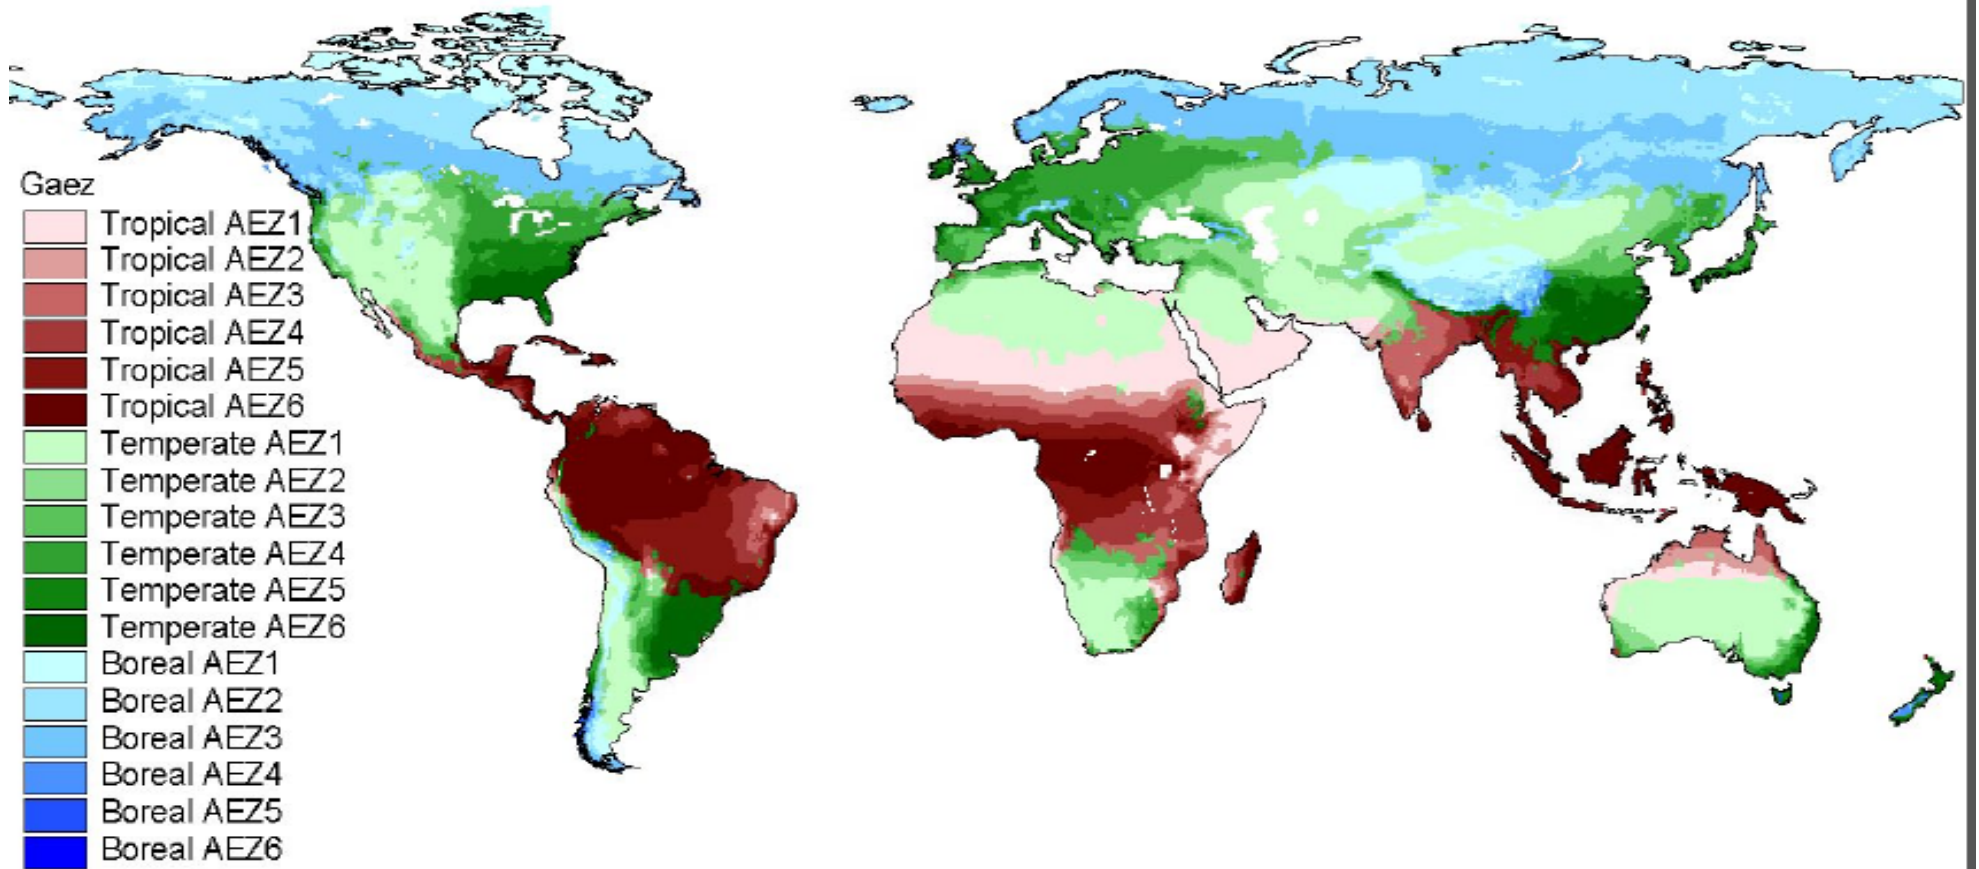 Gaez
Tropical AEZ1
Tropical AEZ2
Tropical AEZ3
Tropical AEZ4
Tropical AEZ5
Tropical AEZ6
Temperate AEZ1
Temperate AEZ2
Temperate AEZ3
Temperate AEZ4
Temperate AEZ5
Temperate AEZ6
Boreal AEZ1
Boreal AEZ2
Boreal AEZ3
Boreal AEZ4
Boreal AEZ5
Boreal AEZ6